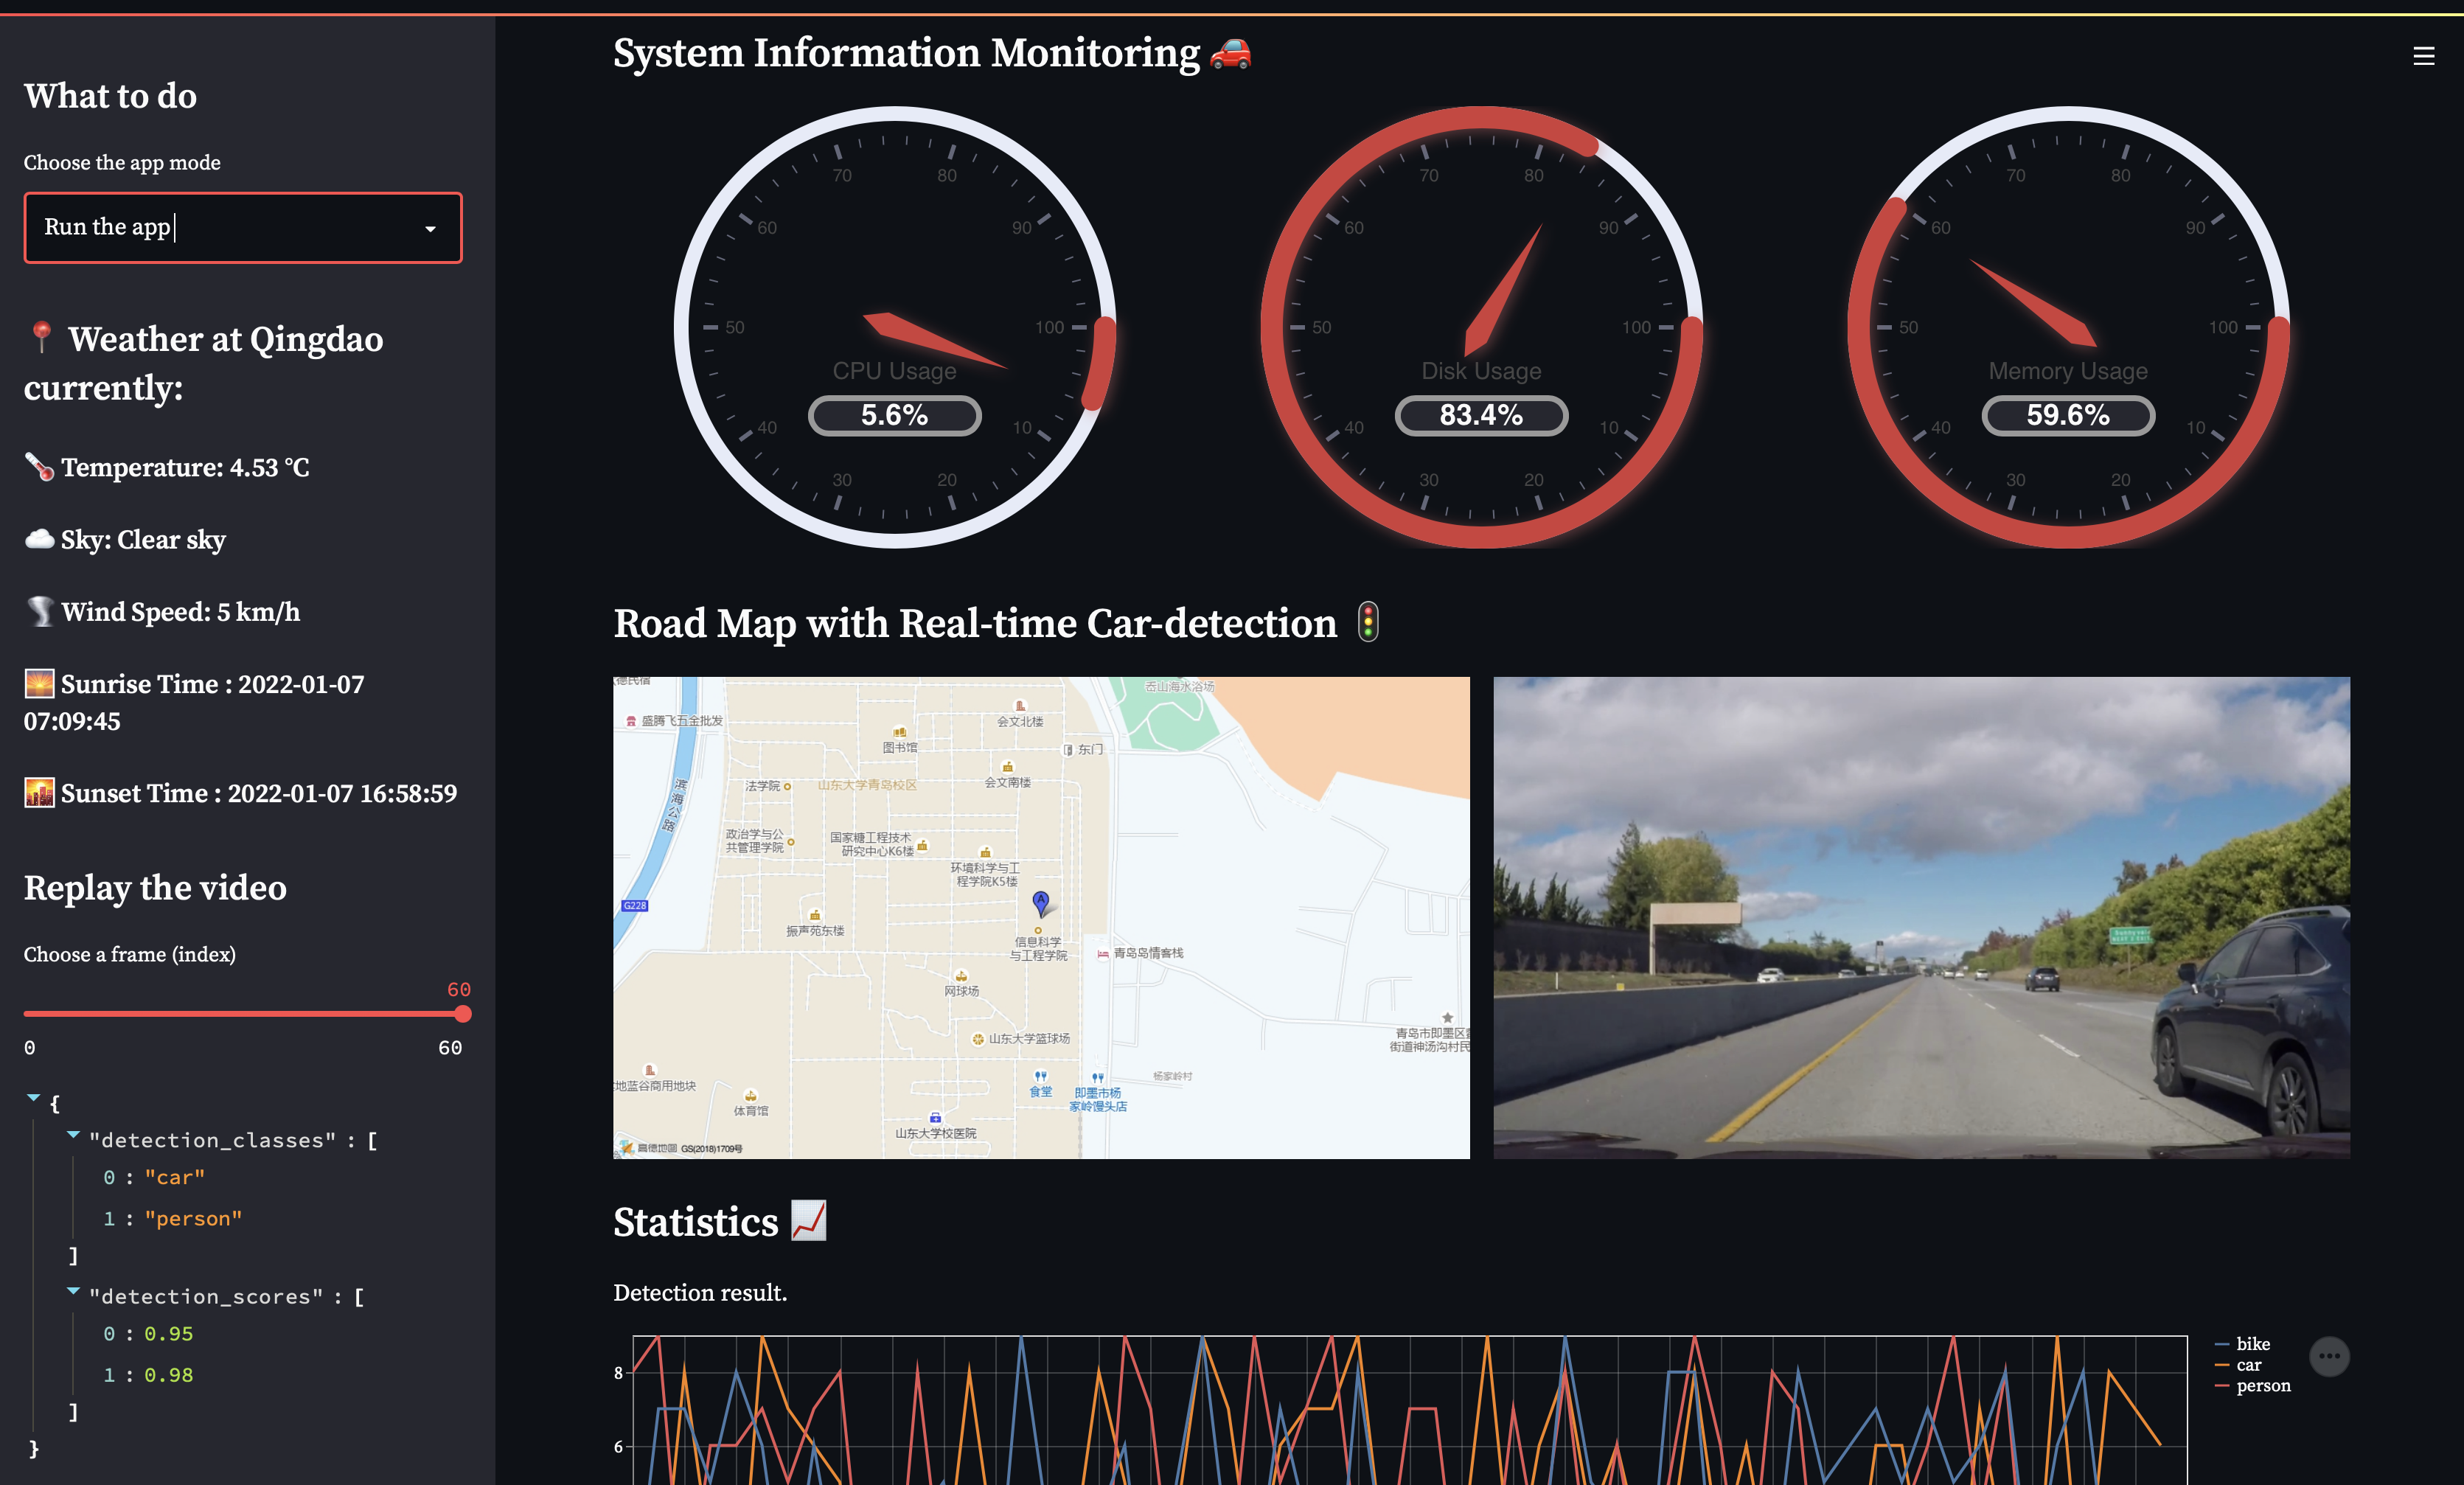 What to do
Choose the app mode
Run the app
Weather at Qingdao
currently:
Temperature: 4.53 °C
Sky: Clear sky
Wind Speed: 5 km/h
Sunrise Time : 2022-01-07
07:09:45
Sunset Time : 2022-01-07 16:58:59
Replay the video
Choose a frame (index)
60
0
60
{
"detection_classes" : [
0 : "car"
1 : "person"
]
"detection_scores" : [
0 : 0.95
1 : 0.98
]
}
System Information Monitoring
70 80
60 90
50 100
CPU Usage
5.6%
40 10
30 20
70 80
60 90
50 100
Disk Usage
83.4%
40 10
30 20
70 80
60 90
50 100
Memory Usage
59.6%
40 10
30 20
Road Map with Real-time Car-detection
德民宿
盛腾飞五金批发
会文北楼
图书馆
东门
会文南楼
法学院
山东大学青岛校区
滨海公路
政治学与公
共管理学院
国家糖工程技术
研究中心K6楼
环境科学与工
程学院K5楼
A
G228
振声苑东楼
信息科学
与工程学院
青岛岛情客栈
网球场
山东大学篮球场
青岛市即墨区
街道神汤沟村民
地蓝谷商用地块
体育馆
食堂
即墨市杨
家岭馒头店
杨家岭村
山东大学校医院
高德地图 GS(2018)1709号
Statistics
Detection result.
8
6
bike
car
person